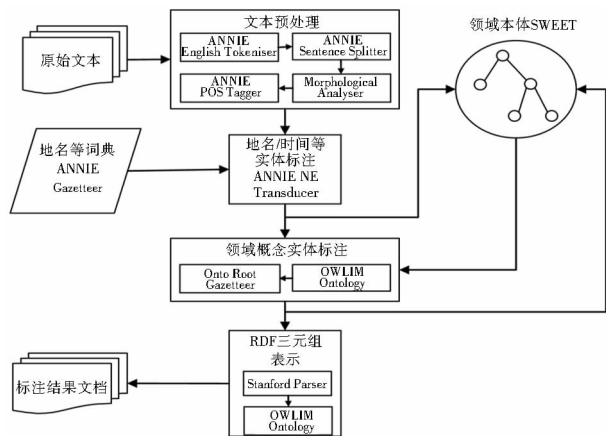 文本预处理
ANNIE
English Tokeniser
ANNIE
Sentence Splitter
ANNIE
POS Tagger
Morphological
Analyser
原始文本
领域本体SWEET
地名等词典
ANNIE
Gazetteer
地名/时间等
实体标注
ANNIE NE
Transducer
领域概念实体标注
Onto Root
Gazetteer
OWLIM
Ontology
RDF三元组
表示
Stanford Parser
OWLIM
Ontology
标注结果文档